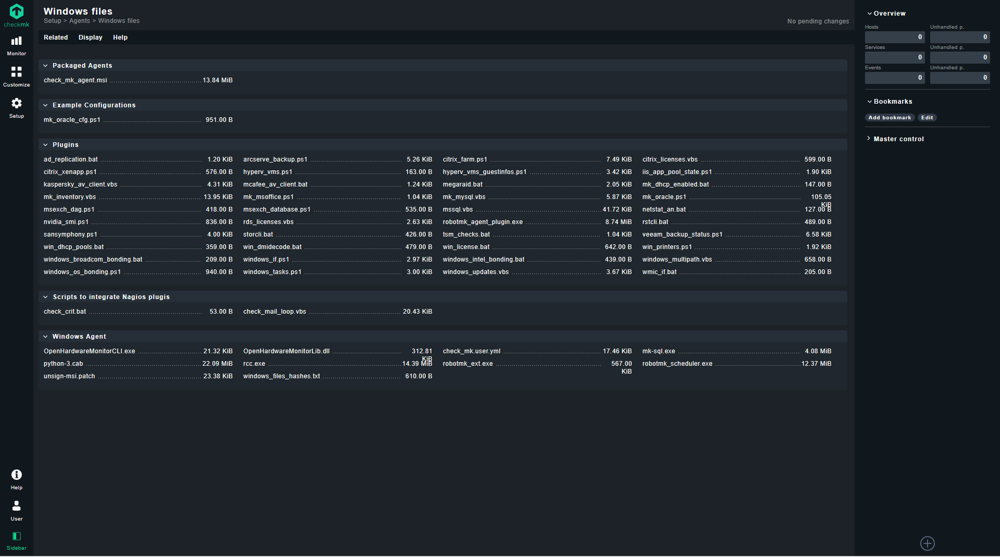 checkmk
Monitor
Customize
Setup
Help
User
Sidebar
Windows files
Setup > Agents > Windows files
No pending changes
Related Display Help
Packaged Agents
check_mk_agent.msi 13.84 MiB
Example Configurations
mk_oracle_cfg.ps1 951.00 B
Plugins
ad_replication.bat 1.20 KiB arcserve_backup.ps1 5.26 KiB citrix_farm.ps1 7.49 KiB citrix_licenses.vbs 599.00 B
citrix_xenapp.ps1 576.00 B hyperv_vms.ps1 163.00 B hyperv_vms_guestinfos.ps1 3.42 KiB iis_app_pool_state.ps1 1.90 KiB
kaspersky_av_client.vbs 4.31 KiB mcafee_av_client.bat 1.24 KiB megaraid.bat 2.05 KiB mk_dhcp_enabled.bat 147.00 B
mk_inventory.vbs 13.95 KiB mk_msoffice.ps1 1.04 KiB mk_mysql.vbs 5.87 KiB mk_oracle.ps1 105.05 KiB
msexch_dag.ps1 418.00 B msexch_database.ps1 535.00 B mssql.vbs 41.72 KiB netstat_an.bat 127.00 B
nvidia_smi.ps1 836.00 B rds_licenses.vbs 2.63 KiB robotmk_agent_plugin.exe 8.74 MiB rstcli.bat 489.00 B
sansymphony.ps1 4.00 KiB storcli.bat 426.00 B tsm_checks.bat 1.04 KiB veeam_backup_status.ps1 6.58 KiB
win_dhcp_pools.bat 359.00 B win_dmidecode.bat 479.00 B win_license.bat 642.00 B win_printers.ps1 1.92 KiB
windows_broadcom_bonding.bat 209.00 B windows_if.ps1 2.97 KiB windows_intel_bonding.bat 439.00 B windows_multipath.vbs 658.00 B
windows_os_bonding.ps1 940.00 B windows_tasks.ps1 3.00 KiB windows_updates.vbs 3.67 KiB wmic_if.bat 205.00 B
Scripts to integrate Nagios plugis
check_crit.bat 53.00 B check_mail_loop.vbs 20.43 KiB
Windows Agent
OpenHardwareMonitorCLI.exe 21.32 KiB OpenHardwareMonitorLib.dll 312.81 KiB check_mk.user.yml 17.46 KiB mk-sql.exe 4.08 MiB
python-3.cab 22.09 MiB rcc.exe 14.39 MiB robotmk_ext.exe 567.00 KiB robotmk_scheduler.exe 12.37 MiB
unsign-msi.patch 23.38 KiB windows_files_hashes.txt 610.00 B
Overview
Hosts Unhandled p.
0 0
Services Unhandled p.
0 0
Events Unhandled p.
0 0
Bookmarks
Add bookmark Edit
Master control